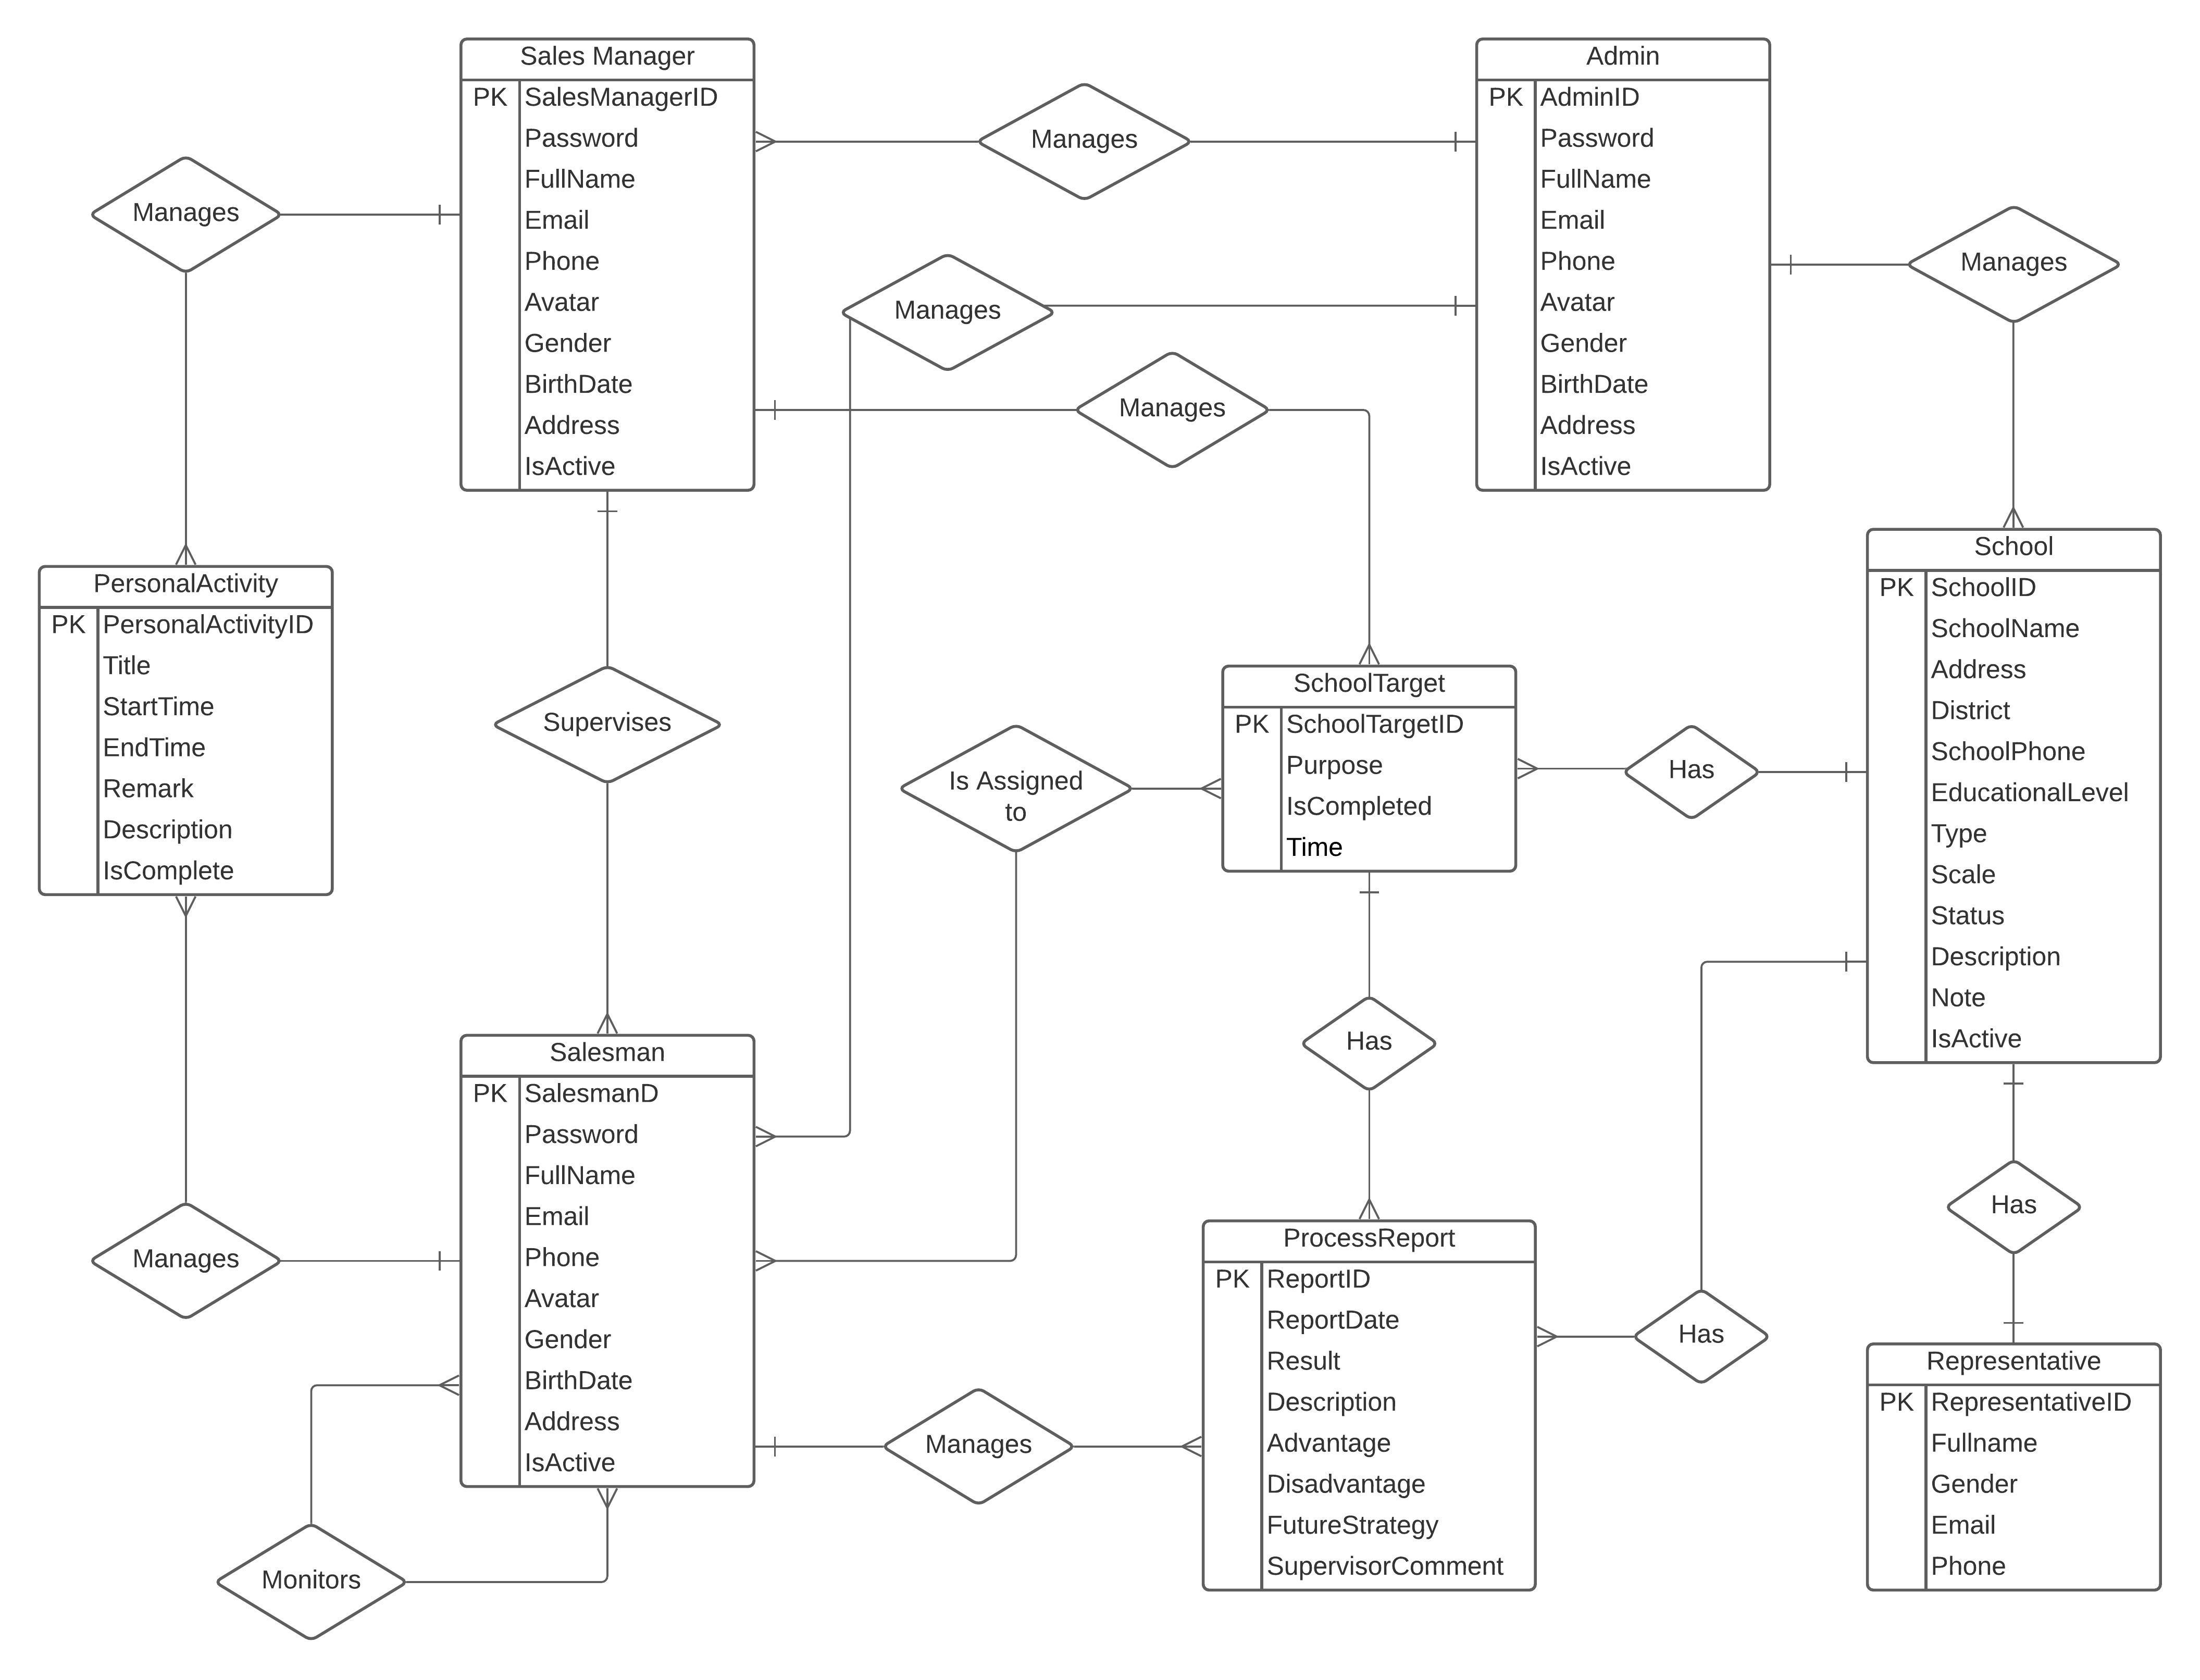 Sales Manager
PK SalesManagerID
Password
FullName
Email
Phone
Avatar
Gender
BirthDate
Address
IsActive
Manages
Admin
PK AdminID
Password
FullName
Email
Phone
Avatar
Gender
BirthDate
Address
IsActive
Manages
Manages
Manages
Manages
PersonalActivity
PK PersonalActivityID
Title
StartTime
EndTime
Remark
Description
IsComplete
Supervises
Is Assigned
to
SchoolTarget
PK SchoolTargetID
Purpose
IsCompleted
Time
Has
School
PK SchoolID
SchoolName
Address
District
SchoolPhone
EducationalLevel
Type
Scale
Status
Description
Note
IsActive
Manages
Salesman
PK SalesmanD
Password
FullName
Email
Phone
Avatar
Gender
BirthDate
Address
IsActive
Monitors
Manages
Has
ProcessReport
PK ReportID
ReportDate
Result
Description
Advantage
Disadvantage
FutureStrategy
SupervisorComment
Has
Has
Representative
PK RepresentativeID
Fullname
Gender
Email
Phone